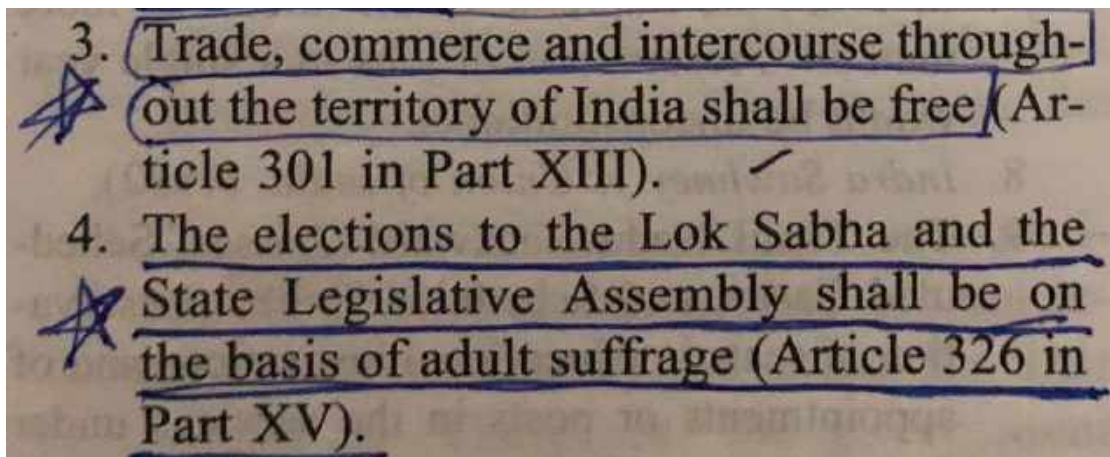 3. Trade, commerce and intercourse through-
out the territory of India shall be free (Ar-
ticle 301 in Part XIII).
4. The elections to the Lok Sabha and the
State Legislative Assembly shall be on
the basis of adult suffrage (Article 326 in
Part XV).